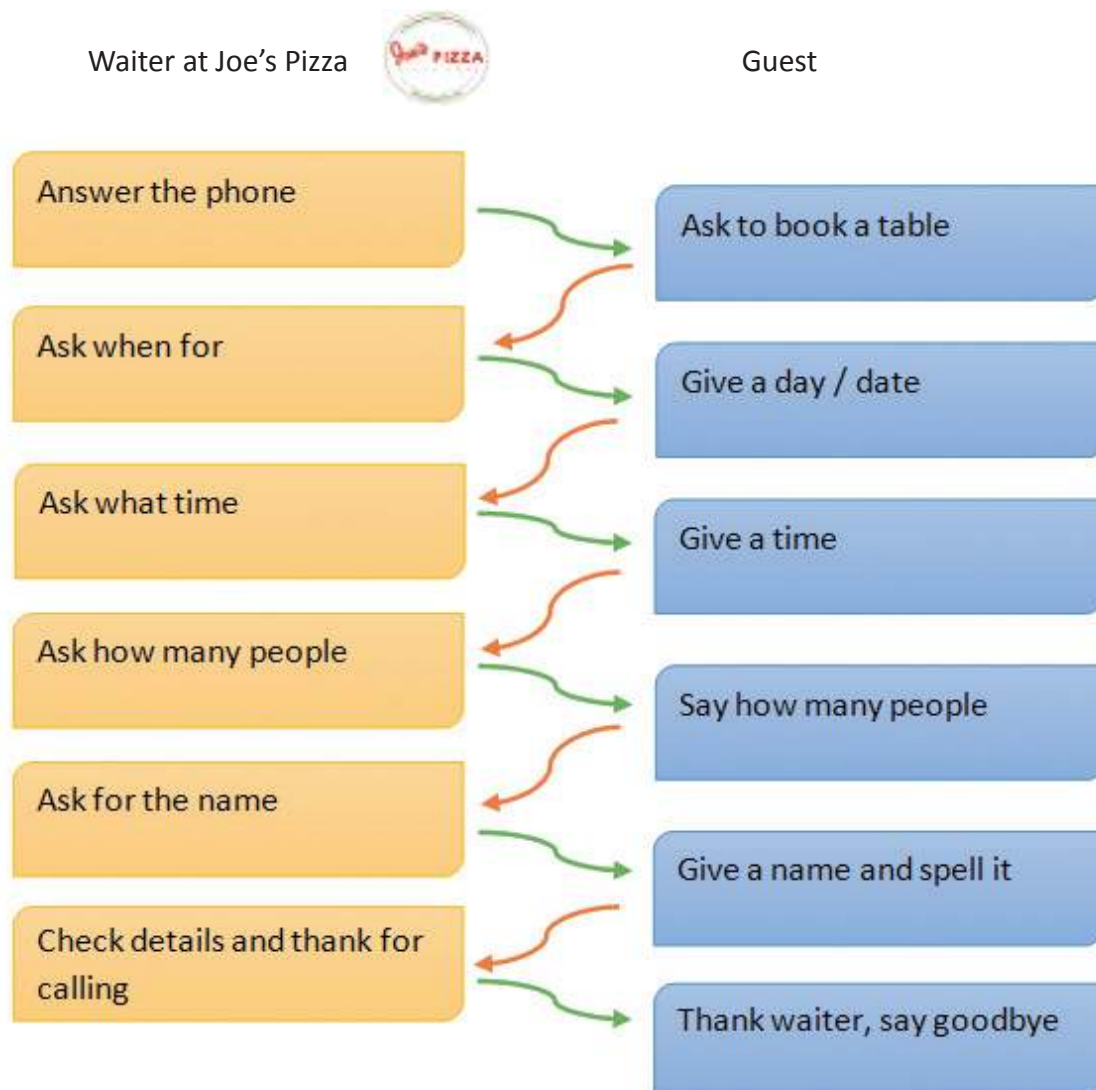 Waiter at Joe’s Pizza
Joe's PIZZA
Guest
Answer the phone
Ask to book a table
Ask when for
Give a day / date
Ask what time
Give a time
Ask how many people
Say how many people
Ask for the name
Give a name and spell it
Check details and thank for
calling
Thank waiter, say goodbye